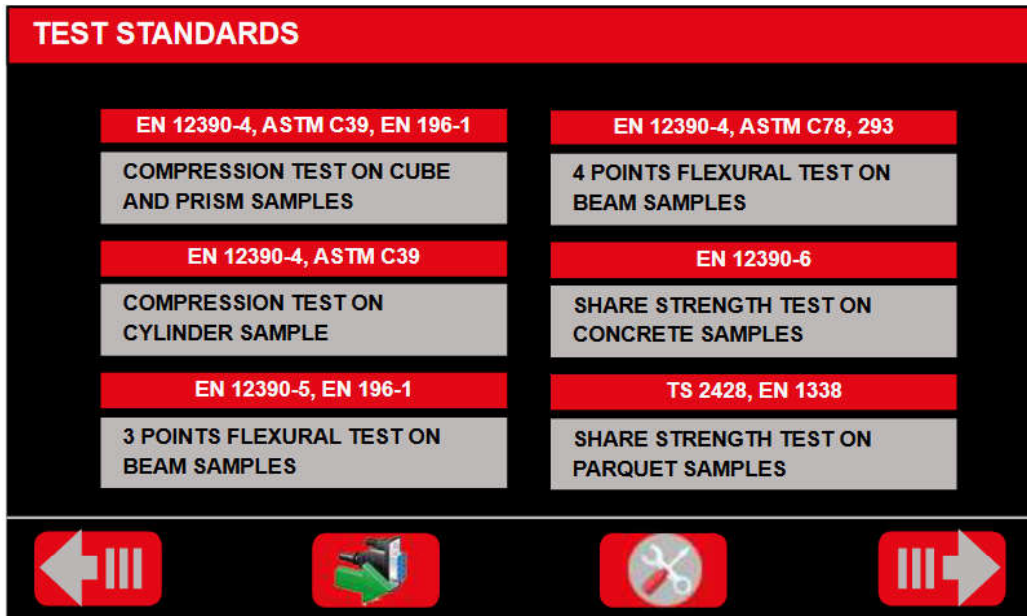 TEST STANDARDS
EN 12390-4, ASTM C39, EN 196-1
COMPRESSION TEST ON CUBE
AND PRISM SAMPLES
EN 12390-4, ASTM C39
COMPRESSION TEST ON
CYLINDER SAMPLE
EN 12390-5, EN 196-1
3 POINTS FLEXURAL TEST ON
BEAM SAMPLES
EN 12390-4, ASTM C78, 293
4 POINTS FLEXURAL TEST ON
BEAM SAMPLES
EN 12390-6
SHARE STRENGTH TEST ON
CONCRETE SAMPLES
TS 2428, EN 1338
SHARE STRENGTH TEST ON
PARQUET SAMPLES